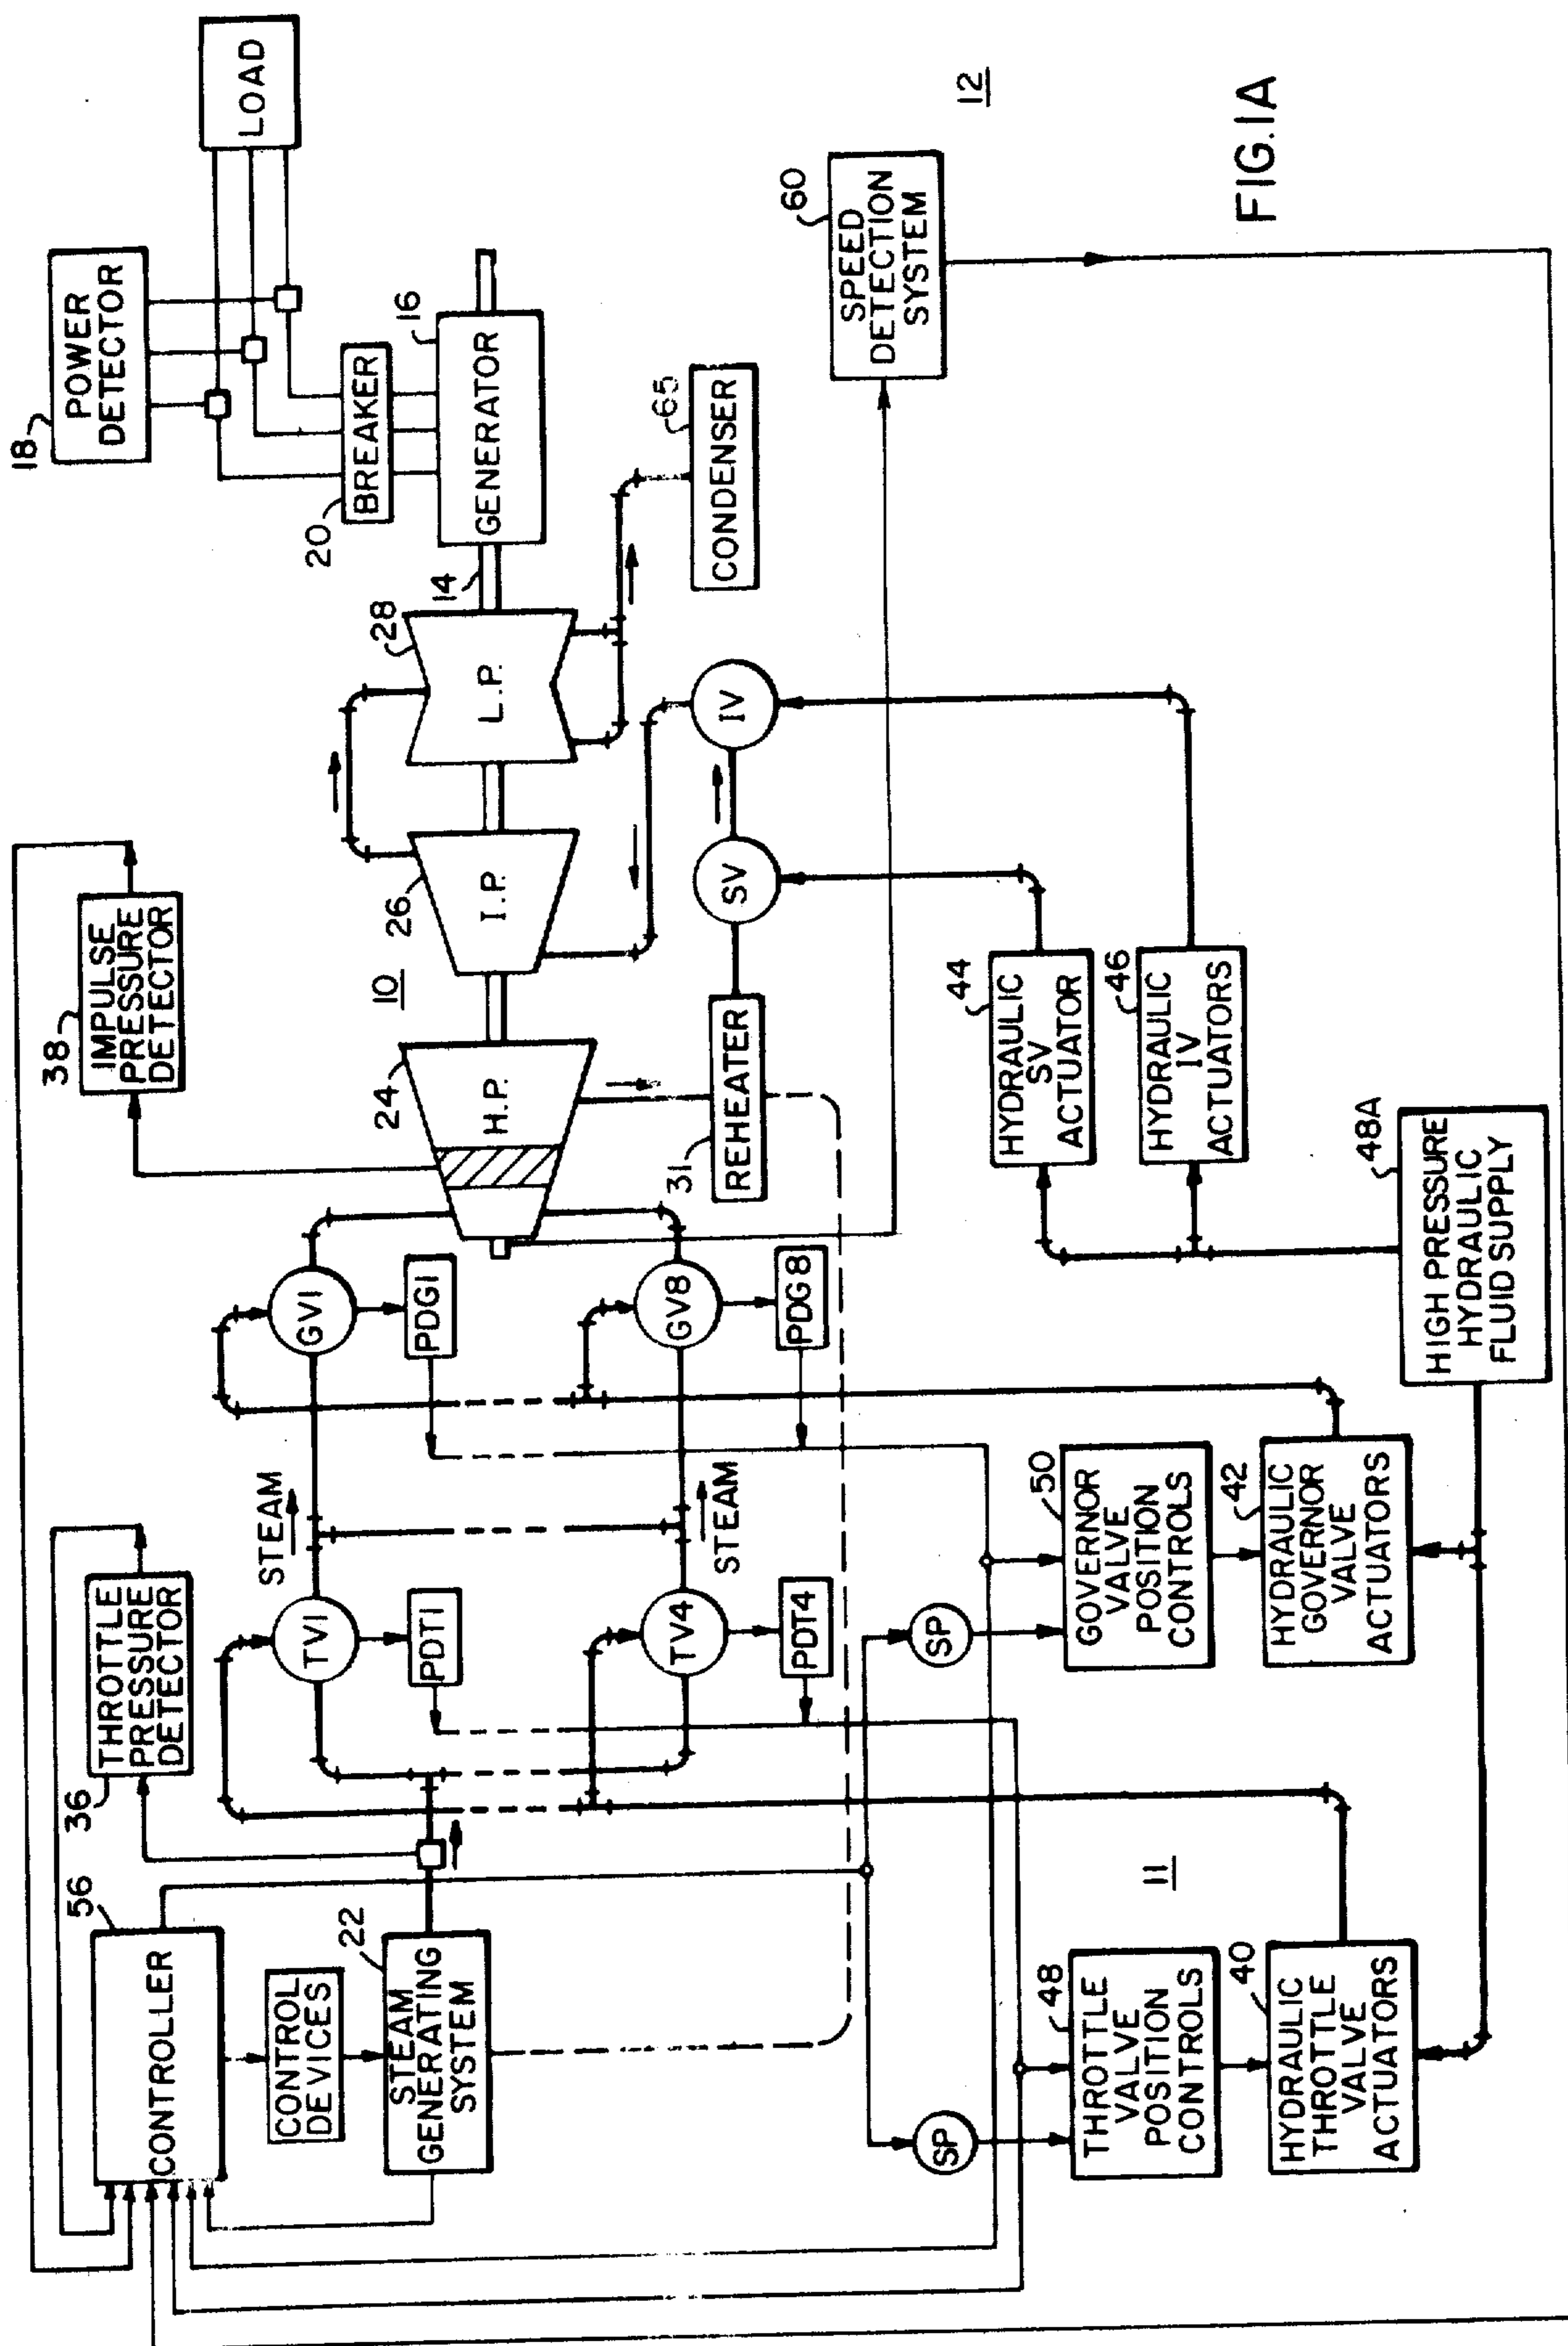 18
POWER
DETECTOR
LOAD
38
IMPULSE
PRESSURE
DETECTOR
36
THROTTLE
PRESSURE
DETECTOR
56
CONTROLLER
CONTROL
DEVICES
22
STEAM
GENERATING
SYSTEM
STEAM
TV1
PDT1
GV1
PDG1
TV4
PDT4
STEAM
GV8
PDG8
24
H.P.
10
26
I.P.
28
L.P.
14
20
BREAKER
16
GENERATOR
31
REHEATER
SV
IV
65
CONDENSER
60
SPEED
DETECTION
SYSTEM
12
SP
SP
11
48
THROTTLE
VALVE
POSITION
CONTROLS
40
HYDRAULIC
THROTTLE
VALVE
ACTUATORS
50
GOVERNOR
VALVE
POSITION
CONTROLS
42
HYDRAULIC
GOVERNOR
VALVE
ACTUATORS
44
HYDRAULIC
SV
ACTUATOR
46
HYDRAULIC
IV
ACTUATORS
48A
HIGH PRESSURE
HYDRAULIC
FLUID SUPPLY
FIG.1A